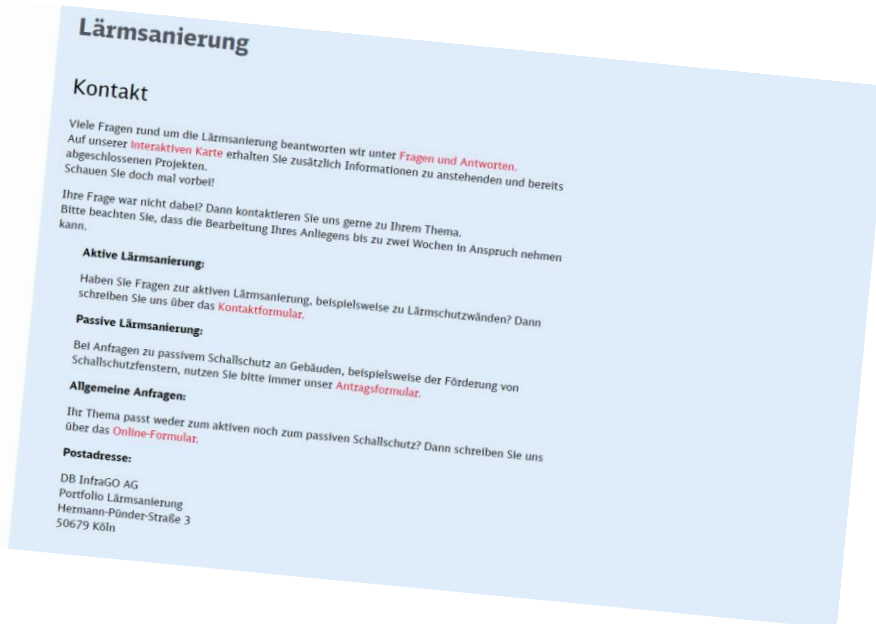 Lärmsanierung
Kontakt
Viele Fragen rund um die Lärmsanierung beantworten wir unter Fragen und Antworten.
Auf unserer Interaktiven Karte erhalten Sie zusätzlich Informationen zu anstehenden und bereits
abgeschlossenen Projekten.
Schauen Sie doch mal vorbei!
Ihre Frage war nicht dabei? Dann kontaktieren Sie uns gerne zu Ihrem Thema.
Bitte beachten Sie, dass die Bearbeitung Ihres Anliegens bis zu zwei Wochen in Anspruch nehmen
kann.
Aktive Lärmsanierung:
Haben Sie Fragen zur aktiven Lärmsanierung, beispielsweise zu Lärmschutzwänden? Dann
schreiben Sie uns über das Kontaktformular.
Passive Lärmsanierung:
Bei Anfragen zu passivem Schallschutz an Gebäuden, beispielsweise der Förderung von
Schallschutzfenstern, nutzen Sie bitte immer unser Antragsformular.
Allgemeine Anfragen:
Ihr Thema passt weder zum aktiven noch zum passiven Schallschutz? Dann schreiben Sie uns
über das Online-Formular.
Postadresse:
DB InfraGO AG
Portfolio Lärmsanierung
Hermann-Pünder-Straße 3
50679 Köln